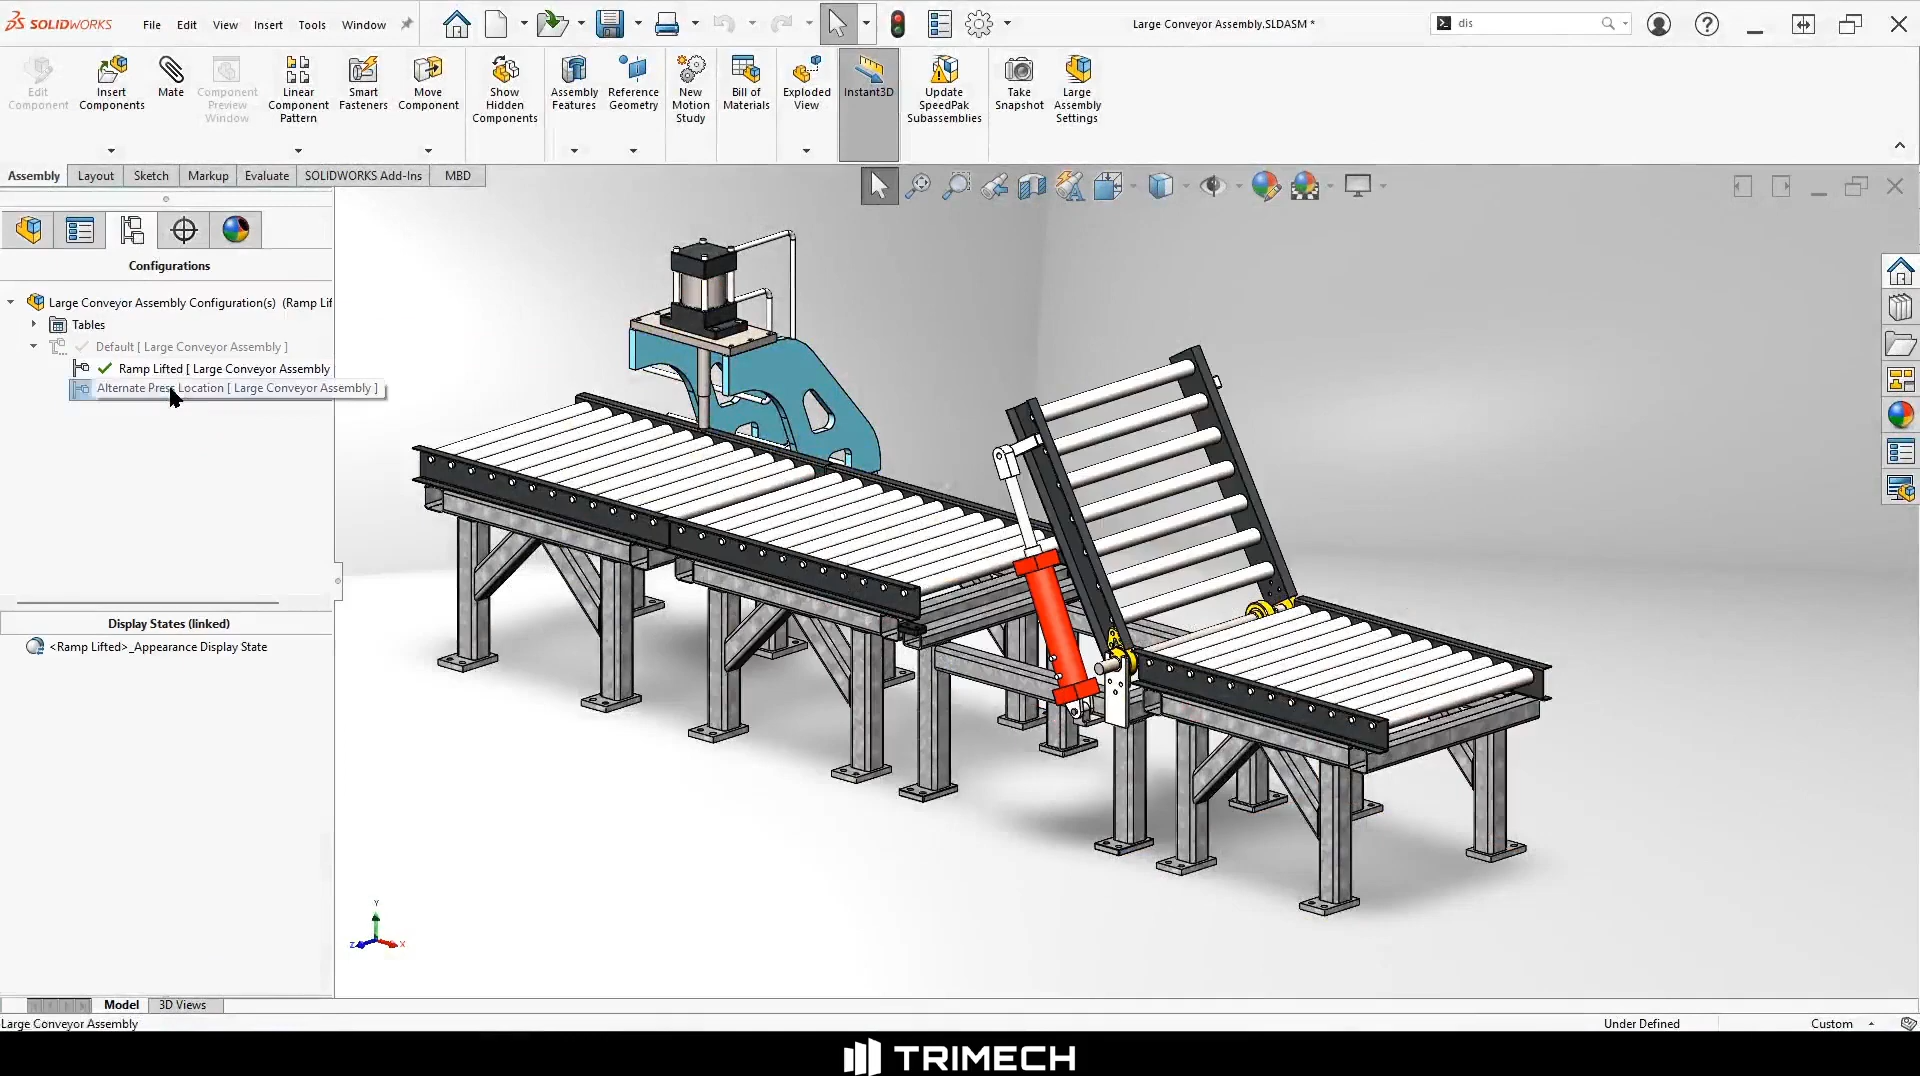 SOLIDWORKS File Edit View Insert Tools Window Large Conveyor Assembly.SLDASM * dis
Edit Component
Insert Components
Mate
Component Preview Window
Linear Component Pattern
Smart Fasteners
Move Component
Show Hidden Components
Assembly Features
Reference Geometry
New Motion Study
Bill of Materials
Exploded View
Instant3D
Update SpeedPak Subassemblies
Take Snapshot
Large Assembly Settings
Assembly Layout Sketch Markup Evaluate SOLIDWORKS Add-Ins MBD
Configurations
Large Conveyor Assembly Configuration(s) (Ramp Lif
Tables
Default [ Large Conveyor Assembly ]
Ramp Lifted [ Large Conveyor Assembly
Alternate Press Location [ Large Conveyor Assembly ]
Display States (linked)
<Ramp Lifted>_Appearance Display State
Y
Z X
Model 3D Views
Large Conveyor Assembly Under Defined Custom
TRIMECH